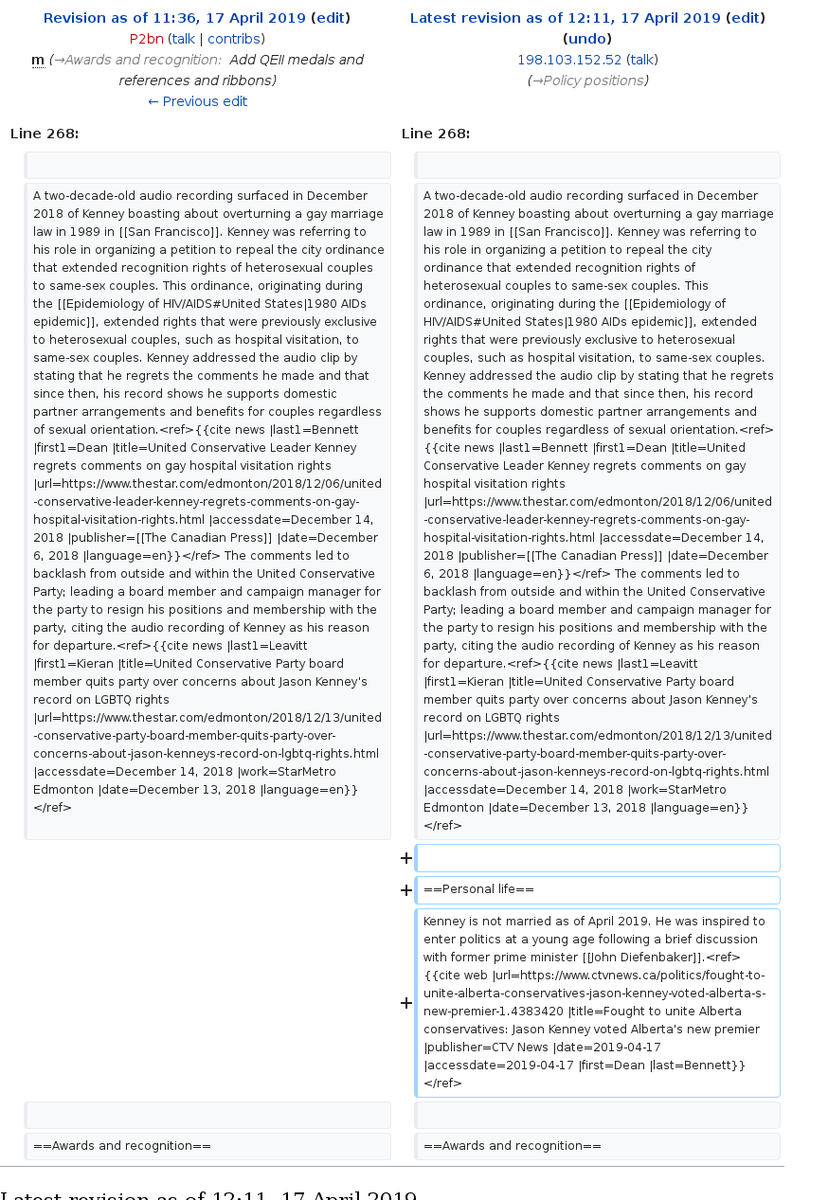 Revision as of 11:36, 17 April 2019 (edit)
P2bn (talk | contribs)
m (→Awards and recognition: Add QEII medals and
references and ribbons)
← Previous edit
Latest revision as of 12:11, 17 April 2019 (edit)
(undo)
198.103.152.52 (talk)
(→Policy positions)
Line 268:
Line 268:
A two-decade-old audio recording surfaced in December
2018 of Kenney boasting about overturning a gay marriage
law in 1989 in [[San Francisco]]. Kenney was referring to
his role in organizing a petition to repeal the city ordinance
that extended recognition rights of heterosexual couples
to same-sex couples. This ordinance, originating during
the [[Epidemiology of HIV/AIDS#United States|1980 AIDs
epidemic]], extended rights that were previously exclusive
to heterosexual couples, such as hospital visitation, to
same-sex couples. Kenney addressed the audio clip by
stating that he regrets the comments he made and that
since then, his record shows he supports domestic
partner arrangements and benefits for couples regardless
of sexual orientation.<ref>{{cite news |last1=Bennett
|first1=Dean |title=United Conservative Leader Kenney
regrets comments on gay hospital visitation rights
|url=https://www.thestar.com/edmonton/2018/12/06/united
-conservative-leader-kenney-regrets-comments-on-gay-
hospital-visitation-rights.html |accessdate=December 14,
2018 |publisher=[[The Canadian Press]] |date=December
6, 2018 |language=en}}</ref> The comments led to
backlash from outside and within the United Conservative
Party; leading a board member and campaign manager for
the party to resign his positions and membership with the
party, citing the audio recording of Kenney as his reason
for departure.<ref>{{cite news |last1=Leavitt
|first1=Kieran |title=United Conservative Party board
member quits party over concerns about Jason Kenney's
record on LGBTQ rights
|url=https://www.thestar.com/edmonton/2018/12/13/united
-conservative-party-board-member-quits-party-over-
concerns-about-jason-kenneys-record-on-lgbtq-rights.html
|accessdate=December 14, 2018 |work=StarMetro
Edmonton |date=December 13, 2018 |language=en}}
</ref>
A two-decade-old audio recording surfaced in December
2018 of Kenney boasting about overturning a gay marriage
law in 1989 in [[San Francisco]]. Kenney was referring to
his role in organizing a petition to repeal the city
ordinance that extended recognition rights of
heterosexual couples to same-sex couples. This
ordinance, originating during the [[Epidemiology of
HIV/AIDS#United States|1980 AIDs epidemic]], extended
rights that were previously exclusive to heterosexual
couples, such as hospital visitation, to same-sex couples.
Kenney addressed the audio clip by stating that he regrets
the comments he made and that since then, his record
shows he supports domestic partner arrangements and
benefits for couples regardless of sexual orientation.<ref>
{{cite news |last1=Bennett |first1=Dean |title=United
Conservative Leader Kenney regrets comments on gay
hospital visitation rights
|url=https://www.thestar.com/edmonton/2018/12/06/united
-conservative-leader-kenney-regrets-comments-on-gay-
hospital-visitation-rights.html |accessdate=December 14,
2018 |publisher=[[The Canadian Press]] |date=December
6, 2018 |language=en}}</ref> The comments led to
backlash from outside and within the United Conservative
Party; leading a board member and campaign manager for
the party to resign his positions and membership with the
party, citing the audio recording of Kenney as his reason
for departure.<ref>{{cite news |last1=Leavitt
|first1=Kieran |title=United Conservative Party board
member quits party over concerns about Jason Kenney's
record on LGBTQ rights
|url=https://www.thestar.com/edmonton/2018/12/13/united
-conservative-party-board-member-quits-party-over-
concerns-about-jason-kenneys-record-on-lgbtq-rights.html
|accessdate=December 14, 2018 |work=StarMetro
Edmonton |date=December 13, 2018 |language=en}}
</ref>
+
+ ==Personal life==
+ Kenney is not married as of April 2019. He was inspired to
enter politics at a young age following a brief discussion
with former prime minister [[John Diefenbaker]].<ref>
{{cite web |url=https://www.ctvnews.ca/politics/fought-to-
unite-alberta-conservatives-jason-kenney-voted-alberta-s-
new-premier-1.4383420 |title=Fought to unite Alberta
conservatives: Jason Kenney voted Alberta's new premier
|publisher=CTV News |date=2019-04-17
|accessdate=2019-04-17 |first=Dean |last=Bennett}}
</ref>
==Awards and recognition==
==Awards and recognition==
Latest revision as of 12:11, 17 April 2019